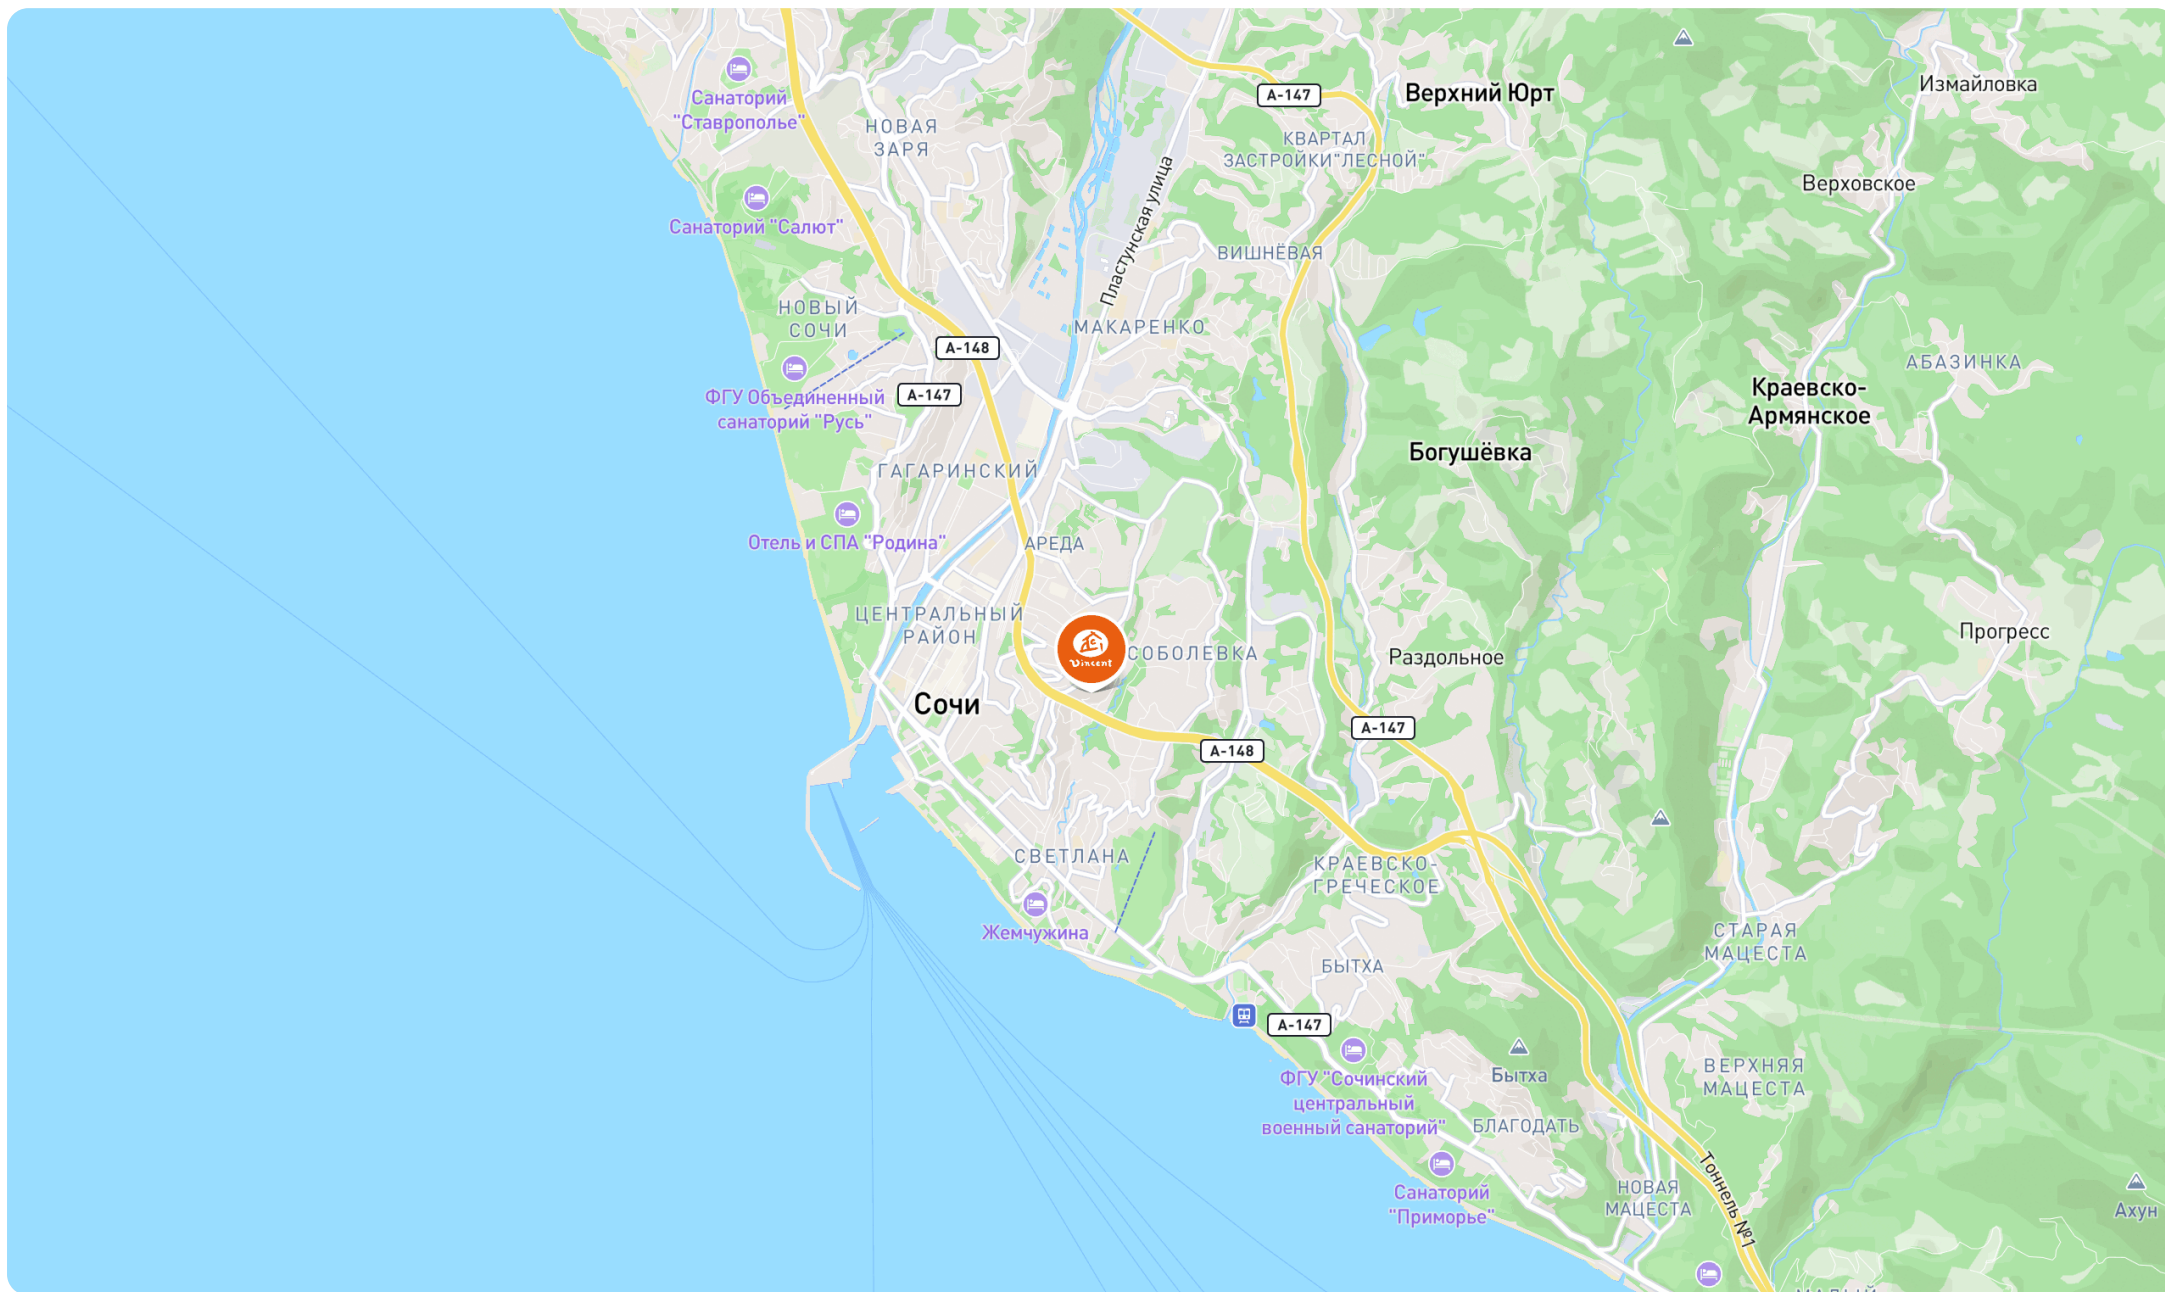 Санаторий
"Ставрополье"
НОВАЯ
ЗАРЯ
А-147
Верхний Юрт
Измайловка
КВАРТАЛ
ЗАСТРОЙКИ"ЛЕСНОЙ"
Верховское
Санаторий "Салют"
Пластунская улица
ВИШНЁВАЯ
НОВЫЙ
СОЧИ
МАКАРЕНКО
А-148
АБАЗИНКА
А-147
ФГУ Объединенный
санаторий "Русь"
Краевско-
Армянское
Богушёвка
ГАГАРИНСКИЙ
Отель и СПА "Родина"
АРЕДА
ЦЕНТРАЛЬНЫЙ
РАЙОН
Vincent
СОБОЛЕВКА
Раздольное
Прогресс
Сочи
А-147
А-148
СВЕТЛАНА
КРАЕВСКО-
ГРЕЧЕСКОЕ
Жемчужина
СТАРАЯ
МАЦЕСТА
БЫТХА
А-147
ФГУ "Сочинский
центральный
военный санаторий"
Бытха
ВЕРХНЯЯ
МАЦЕСТА
БЛАГОДАТЬ
Санаторий
"Приморье"
НОВАЯ
МАЦЕСТА
Тоннель №1
Ахун